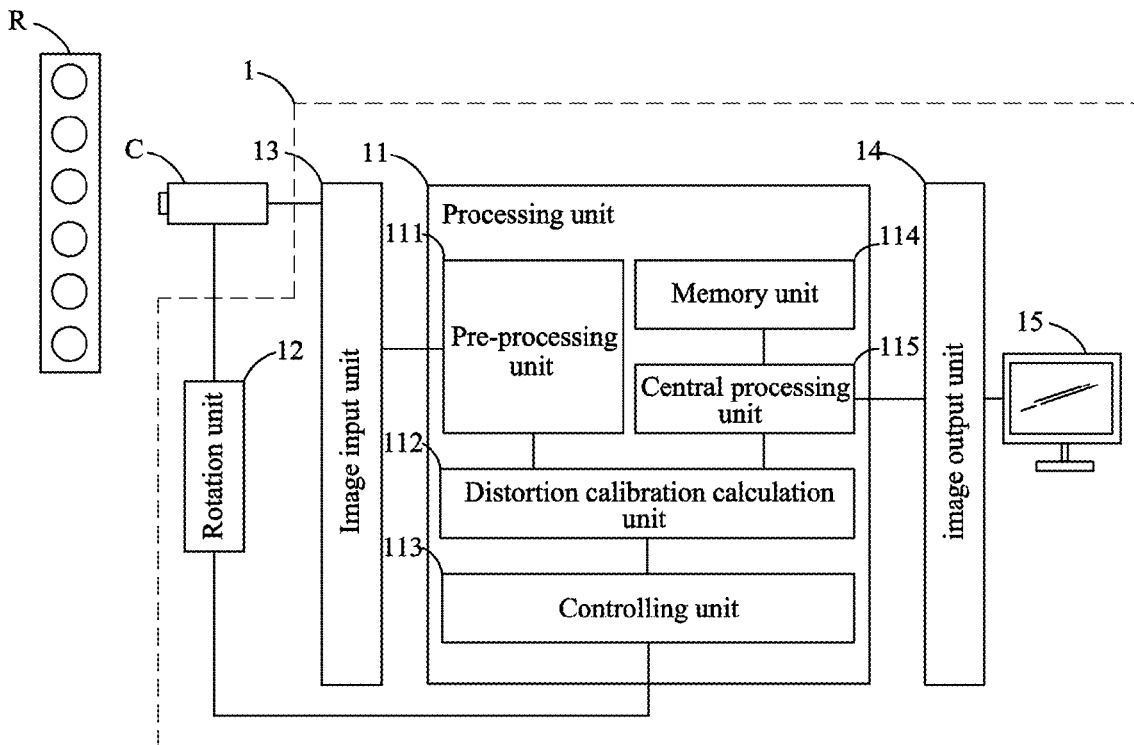 R
1
C
13
11
14
Processing unit
111
114
Memory unit
Pre-processing
unit
15
12
115
Central processing
unit
Rotation unit
Image input unit
image output unit
112
Distortion calibration calculation
unit
113
Controlling unit